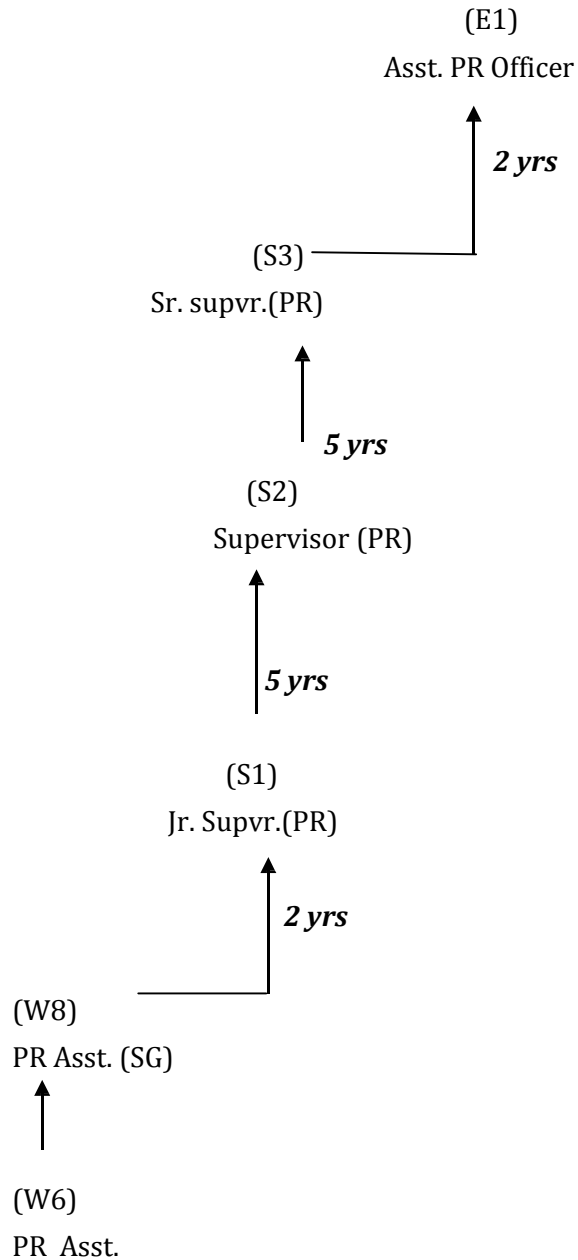 (E1)
Asst. PR Officer
2 yrs
(S3)
Sr. supvr.(PR)
5 yrs
(S2)
Supervisor (PR)
5 yrs
(S1)
Jr. Supvr.(PR)
2 yrs
(W8)
PR Asst. (SG)
(W6)
PR Asst.